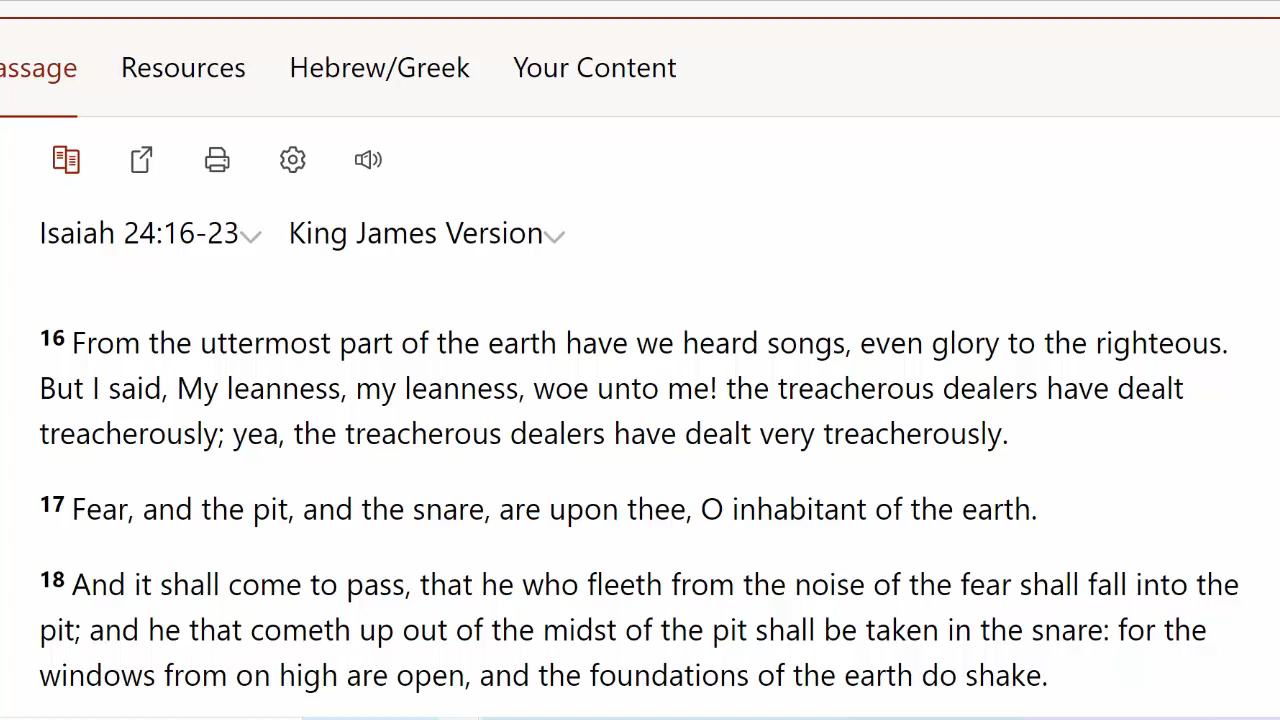 assage Resources Hebrew/Greek Your Content
Isaiah 24:16-23 King James Version
16 From the uttermost part of the earth have we heard songs, even glory to the righteous.
But I said, My leanness, my leanness, woe unto me! the treacherous dealers have dealt
treacherously; yea, the treacherous dealers have dealt very treacherously.
17 Fear, and the pit, and the snare, are upon thee, O inhabitant of the earth.
18 And it shall come to pass, that he who fleeth from the noise of the fear shall fall into the
pit; and he that cometh up out of the midst of the pit shall be taken in the snare: for the
windows from on high are open, and the foundations of the earth do shake.